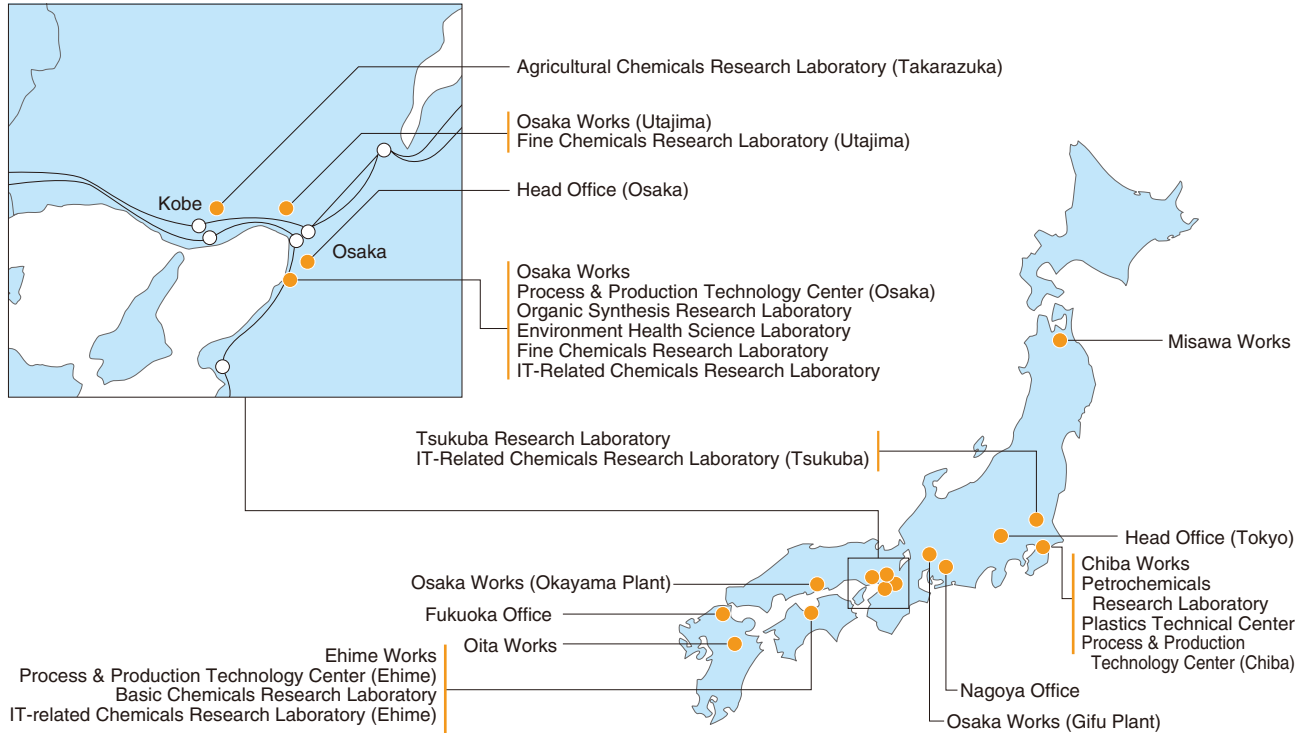 Agricultural Chemicals Research Laboratory (Takarazuka)
Osaka Works (Utajima)
Fine Chemicals Research Laboratory (Utajima)
Head Office (Osaka)
Kobe
Osaka
Osaka Works
Process & Production Technology Center (Osaka)
Organic Synthesis Research Laboratory
Environment Health Science Laboratory
Fine Chemicals Research Laboratory
IT-Related Chemicals Research Laboratory
Misawa Works
Tsukuba Research Laboratory
IT-Related Chemicals Research Laboratory (Tsukuba)
Head Office (Tokyo)
Chiba Works
Petrochemicals
Research Laboratory
Plastics Technical Center
Process & Production
Technology Center (Chiba)
Osaka Works (Okayama Plant)
Fukuoka Office
Oita Works
Ehime Works
Process & Production Technology Center (Ehime)
Basic Chemicals Research Laboratory
IT-related Chemicals Research Laboratory (Ehime)
Nagoya Office
Osaka Works (Gifu Plant)